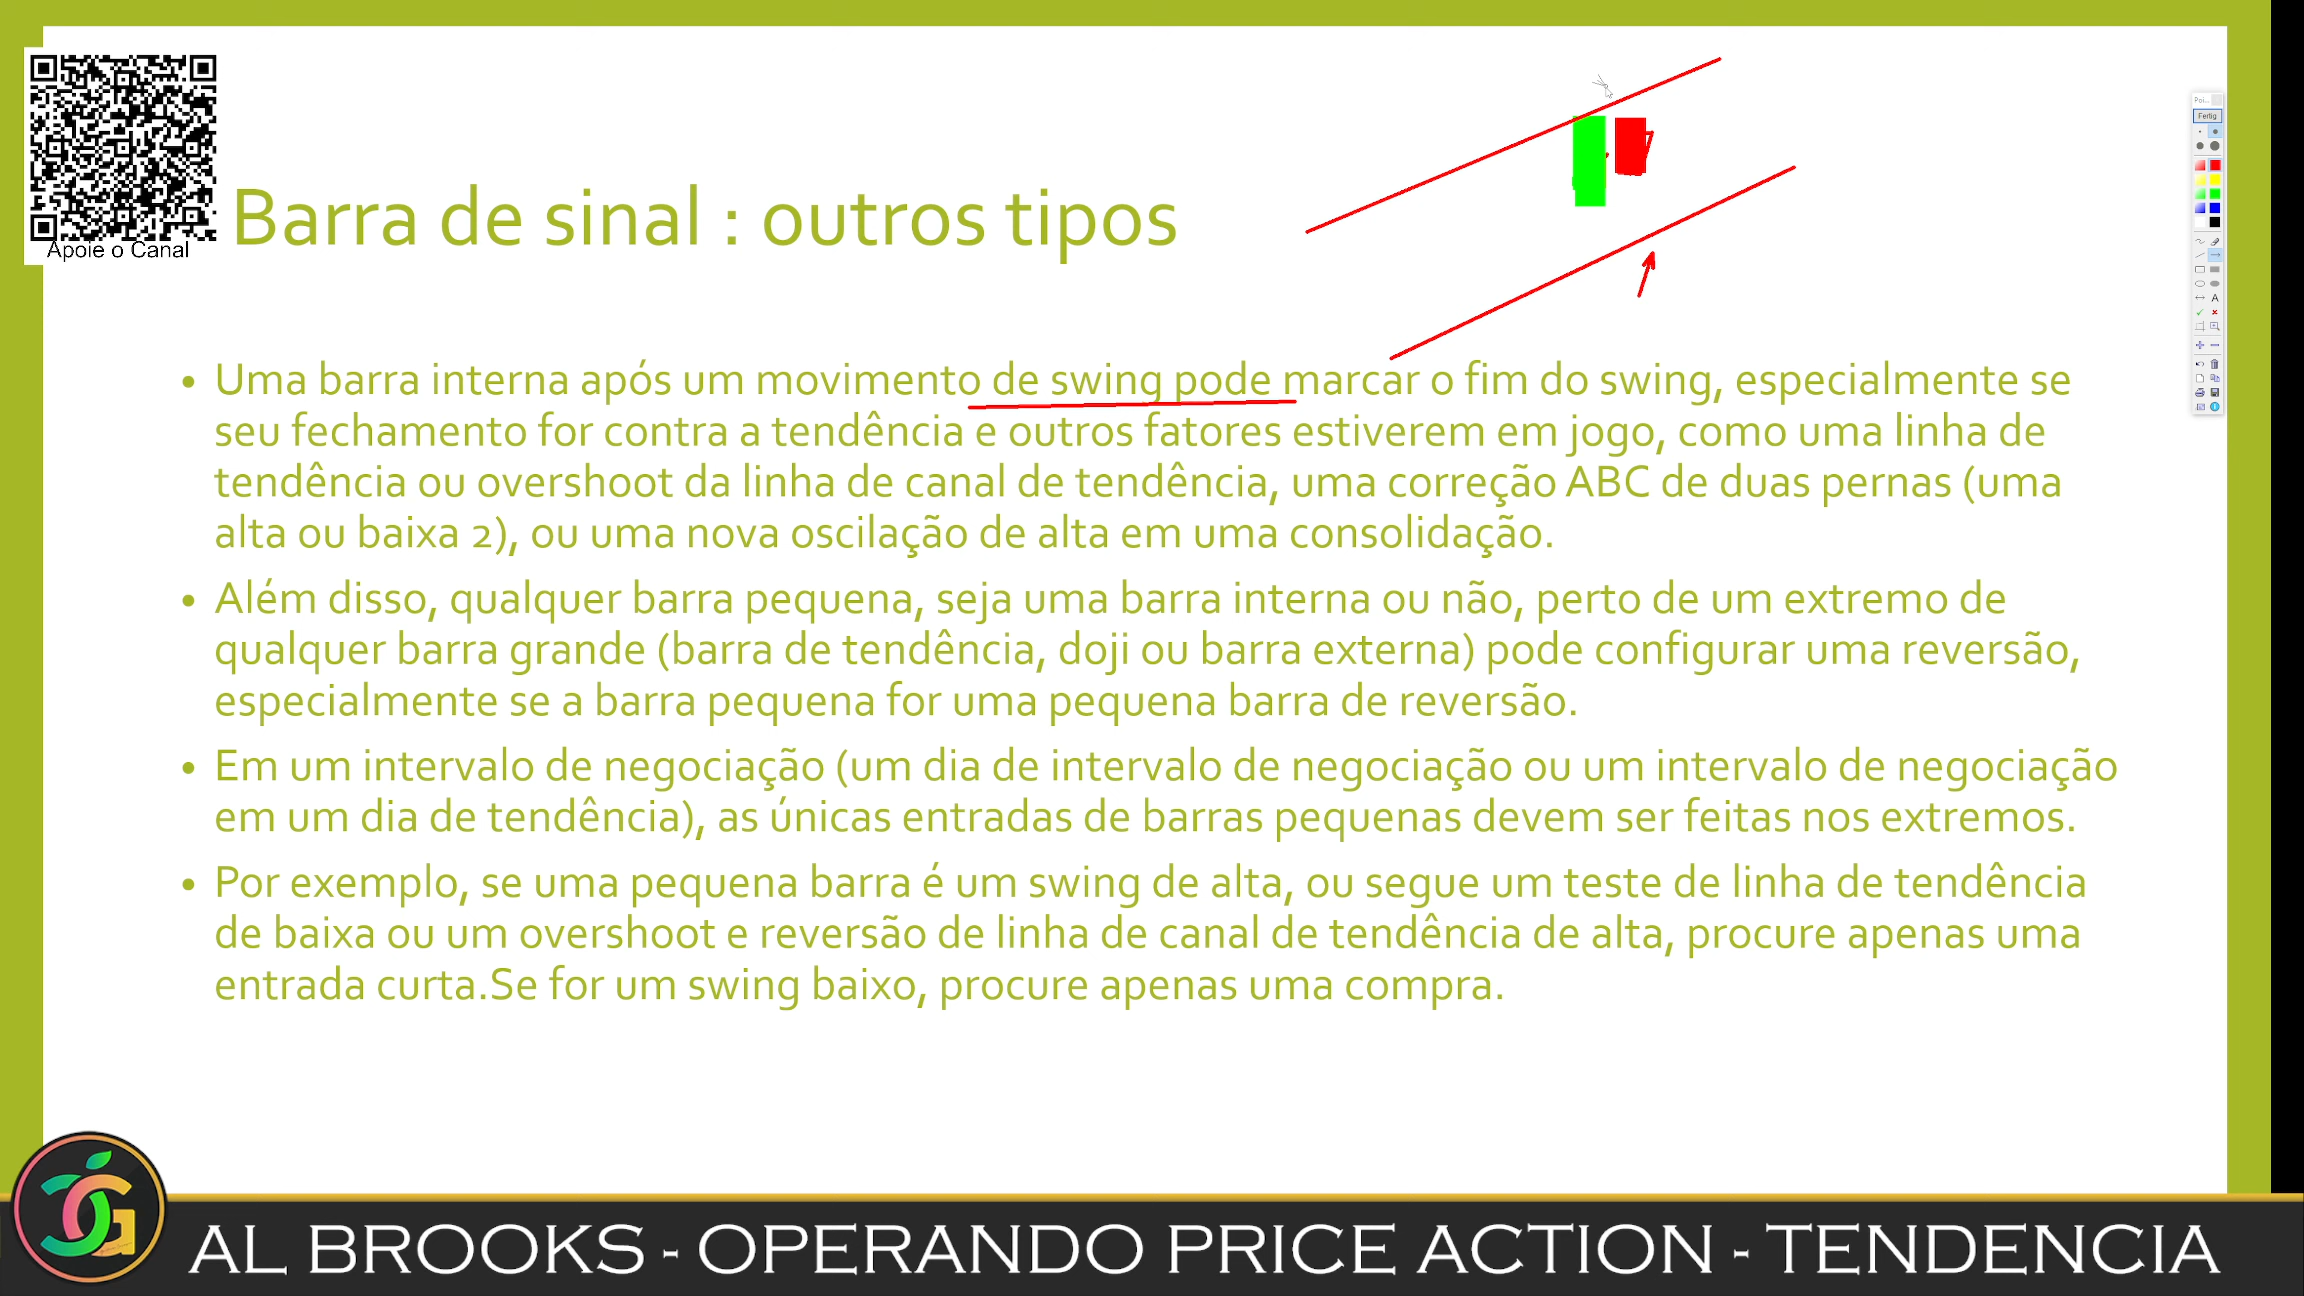 Apoie o Canal
Barra de sinal : outros tipos
• Uma barra interna após um movimento de swing pode marcar o fim do swing, especialmente se
seu fechamento for contra a tendência e outros fatores estiverem em jogo, como uma linha de
tendência ou overshoot da linha de canal de tendência, uma correção ABC de duas pernas (uma
alta ou baixa 2), ou uma nova oscilação de alta em uma consolidação.
• Além disso, qualquer barra pequena, seja uma barra interna ou não, perto de um extremo de
qualquer barra grande (barra de tendência, doji ou barra externa) pode configurar uma reversão,
especialmente se a barra pequena for uma pequena barra de reversão.
• Em um intervalo de negociação (um dia de intervalo de negociação ou um intervalo de negociação
em um dia de tendência), as únicas entradas de barras pequenas devem ser feitas nos extremos.
• Por exemplo, se uma pequena barra é um swing de alta, ou segue um teste de linha de tendência
de baixa ou um overshoot e reversão de linha de canal de tendência de alta, procure apenas uma
entrada curta.Se for um swing baixo, procure apenas uma compra.
Poi...
Fertig
A
AL BROOKS - OPERANDO PRICE ACTION - TENDENCIA